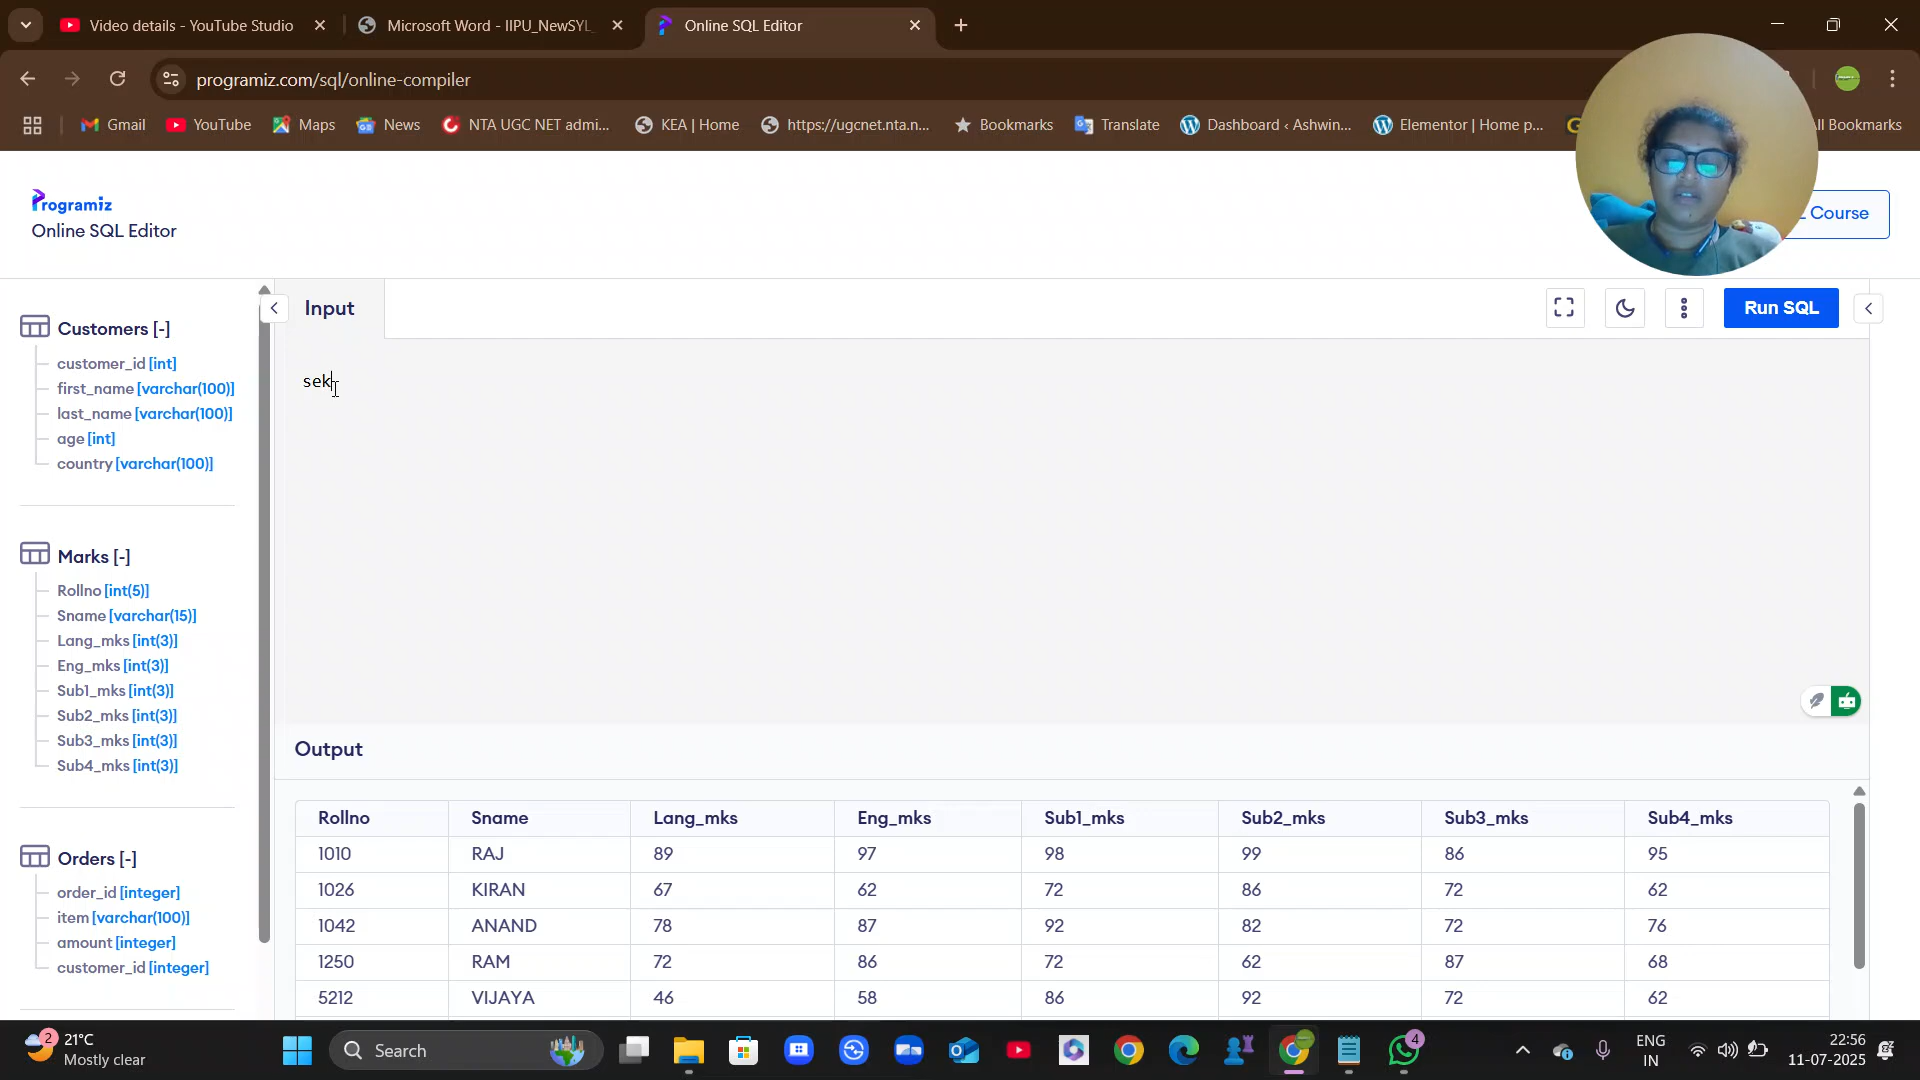 Video details - YouTube Studio
Microsoft Word - IIPU_NewSYL
Online SQL Editor
programiz.com/sql/online-compiler
Gmail
YouTube
Maps
News
NTA UGC NET admi...
KEA | Home
https://ugcnet.nta.n...
Bookmarks
Translate
Dashboard ‹ Ashwin...
Elementor | Home p...
All Bookmarks
Programiz
Online SQL Editor
Course
Customers [-]
customer_id [int]
first_name [varchar(100)]
last_name [varchar(100)]
age [int]
country [varchar(100)]
Marks [-]
Rollno [int(5)]
Sname [varchar(15)]
Lang_mks [int(3)]
Eng_mks [int(3)]
Sub1_mks [int(3)]
Sub2_mks [int(3)]
Sub3_mks [int(3)]
Sub4_mks [int(3)]
Orders [-]
order_id [integer]
item [varchar(100)]
amount [integer]
customer_id [integer]
Input
Run SQL
sek
Output
Rollno Sname Lang_mks Eng_mks Sub1_mks Sub2_mks Sub3_mks Sub4_mks
1010 RAJ 89 97 98 99 86 95
1026 KIRAN 67 62 72 86 72 62
1042 ANAND 78 87 92 82 72 76
1250 RAM 72 86 72 62 87 68
5212 VIJAYA 46 58 86 92 72 62
2
21°C
Mostly clear
Search
4
ENG
IN
22:56
11-07-2025